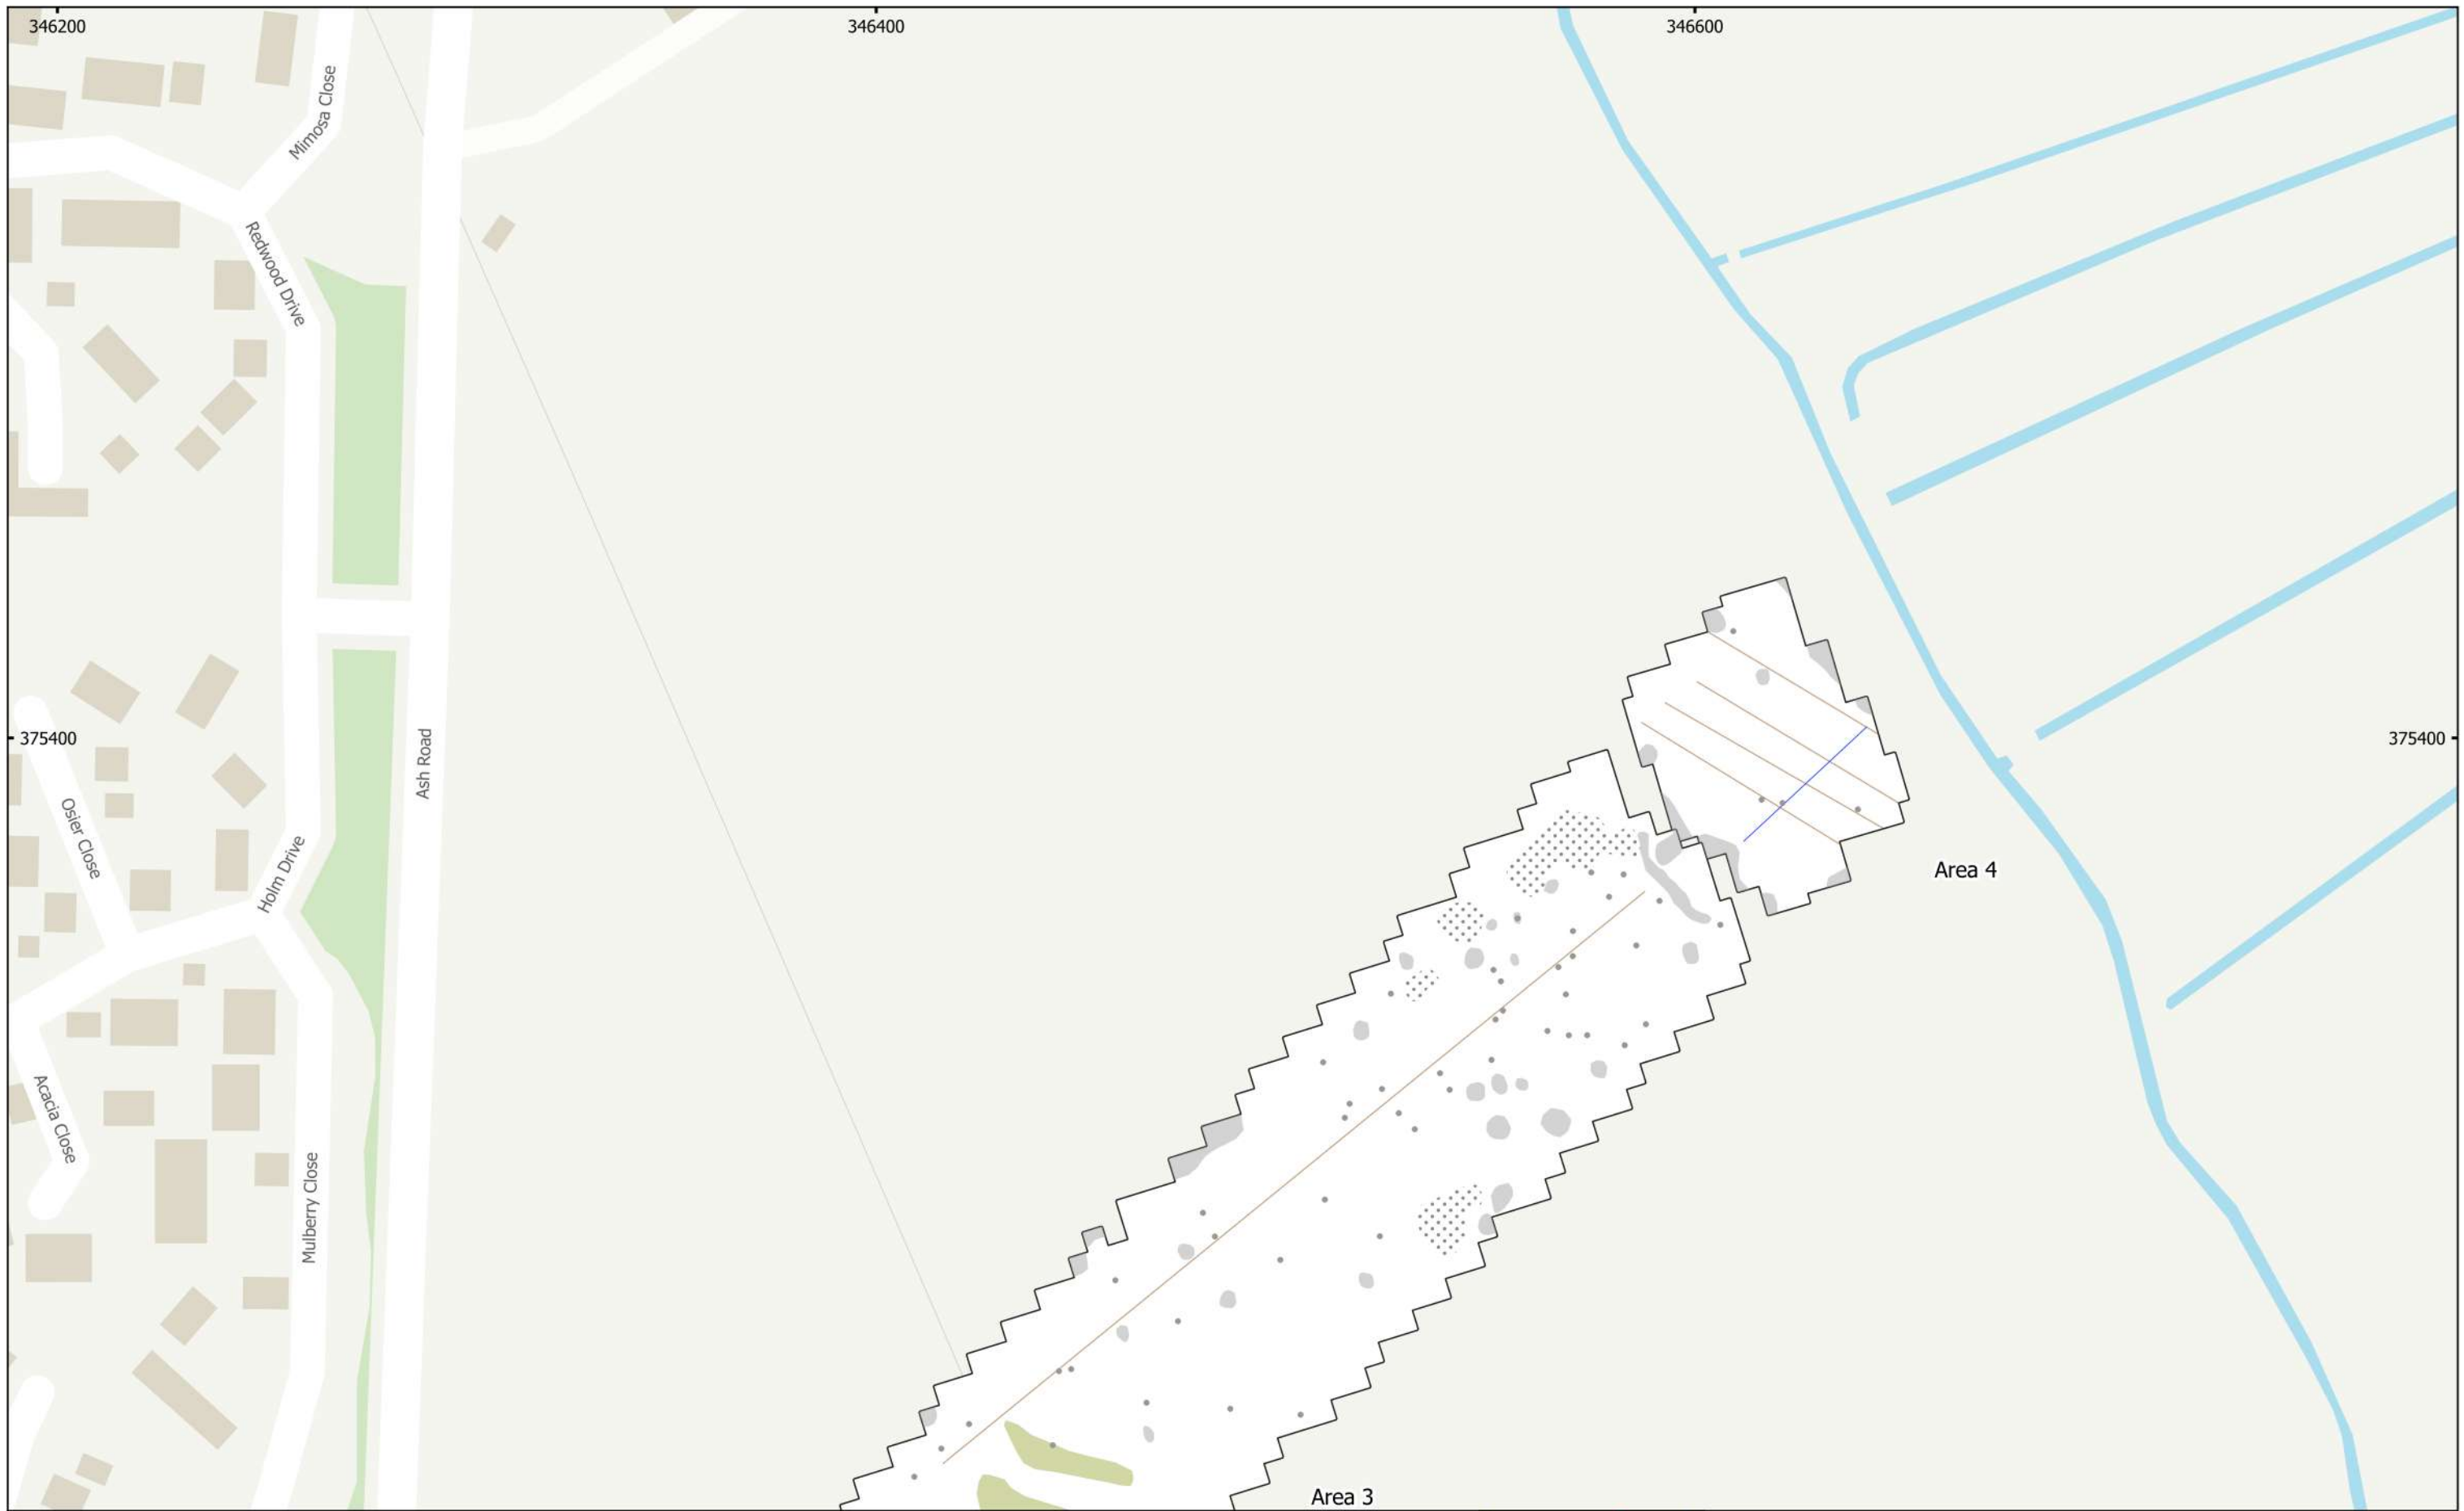 346200
346400
346600
Mimosa Close
Redwood Drive
375400
375400
Ash Road
Osier Close
Holm Drive
Area 4
Acacia Close
Mulberry Close
Area 3